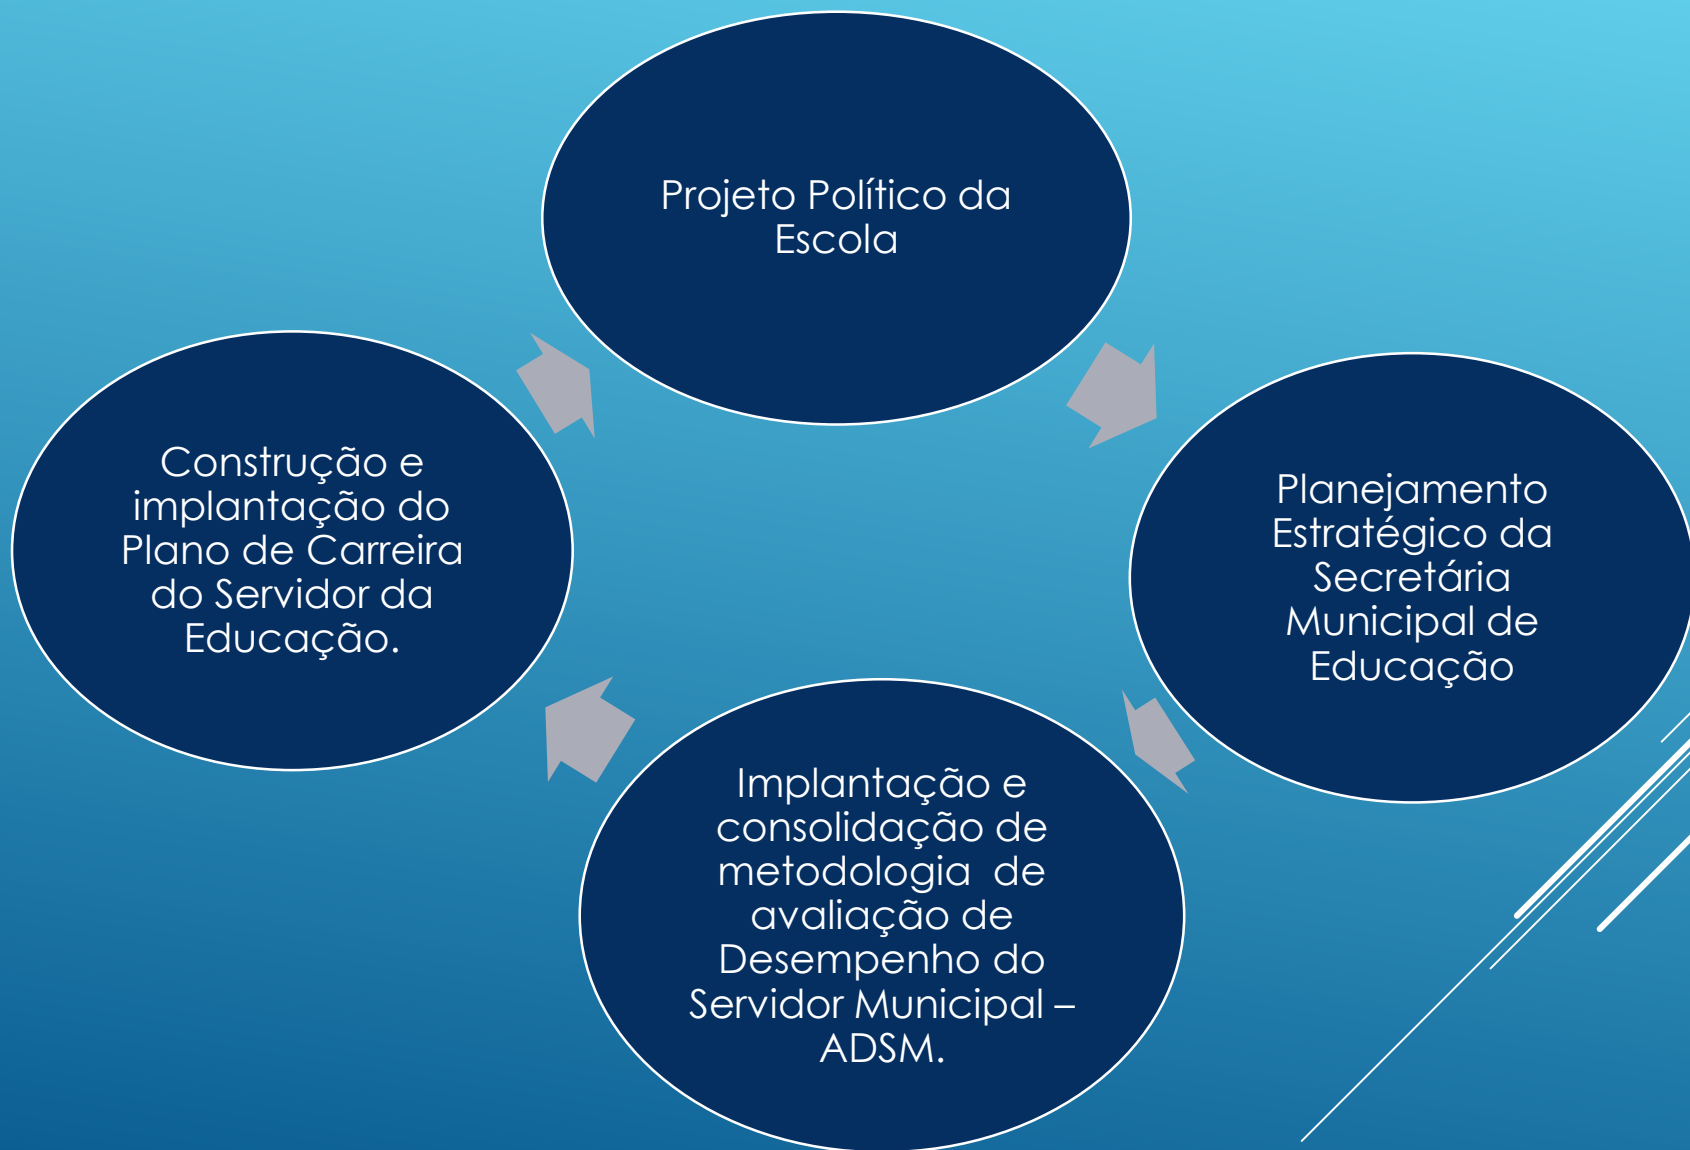 Projeto Político da
Escola
Construção e
implantação do
Plano de Carreira
do Servidor da
Educação.
Planejamento
Estratégico da
Secretária
Municipal de
Educação
Implantação e
consolidação de
metodologia  de
avaliação de
Desempenho do
Servidor Municipal –
ADSM.